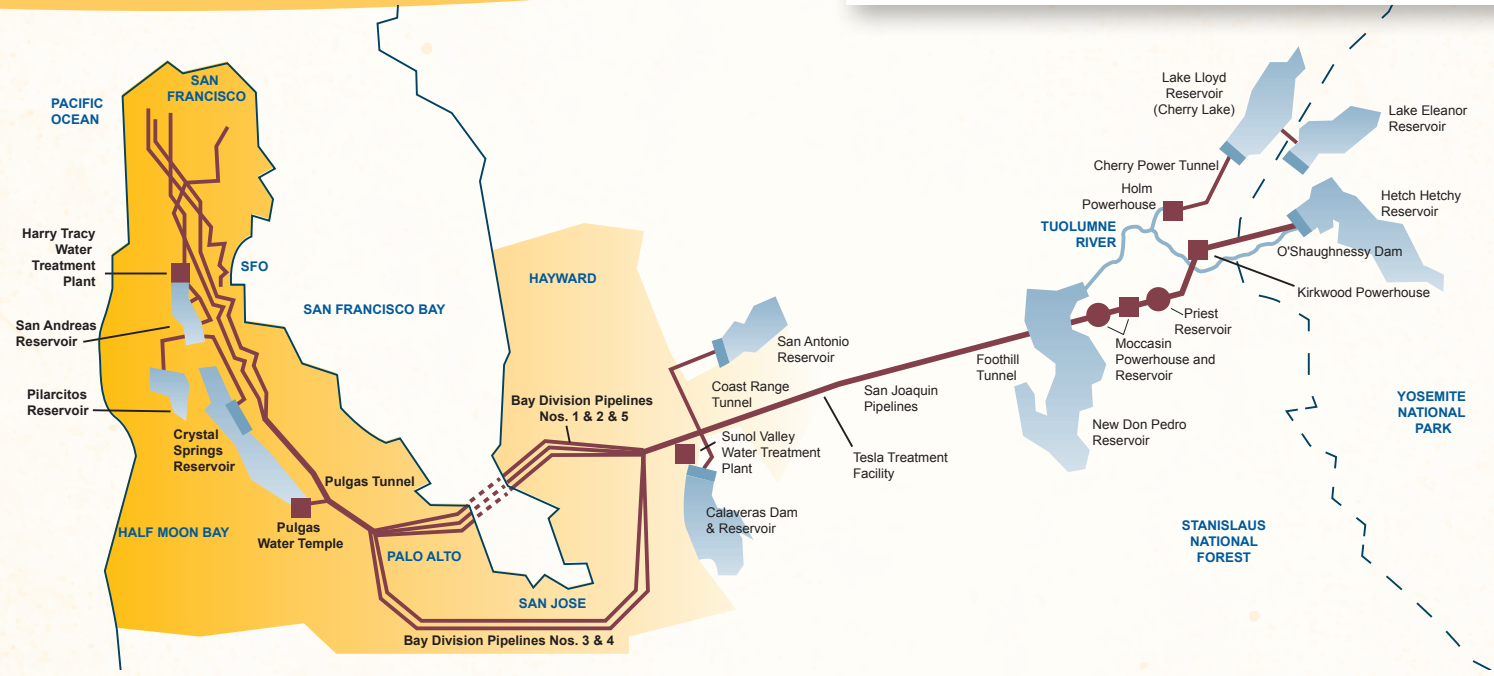 PACIFIC
OCEAN
SAN
FRANCISCO
Harry Tracy
Water
Treatment
Plant
SFO
San Andreas
Reservoir
Pilarcitos
Reservoir
Crystal
Springs
Reservoir
HALF MOON BAY
Pulgas
Water Temple
Pulgas Tunnel
PALO ALTO
SAN FRANCISCO BAY
HAYWARD
Bay Division Pipelines
Nos. 1 & 2 & 5
SAN JOSE
Bay Division Pipelines Nos. 3 & 4
San Antonio
Reservoir
Coast Range
Tunnel
Sunol Valley
Water Treatment
Plant
Calaveras Dam
& Reservoir
San Joaquin
Pipelines
Tesla Treatment
Facility
Foothill
Tunnel
New Don Pedro
Reservoir
Moccasin
Powerhouse and
Reservoir
Priest
Reservoir
TUOLUMNE
RIVER
Holm
Powerhouse
Cherry Power Tunnel
Lake Lloyd
Reservoir
(Cherry Lake)
Lake Eleanor
Reservoir
Hetch Hetchy
Reservoir
O'Shaughnessy Dam
Kirkwood Powerhouse
YOSEMITE
NATIONAL
PARK
STANISLAUS
NATIONAL
FOREST